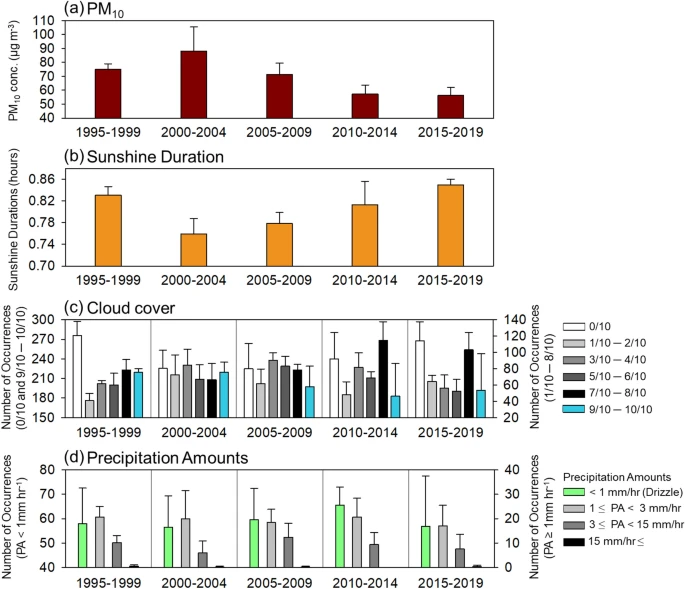 (a) PM10
PM10 conc. (μg m-3)
110
100
90
80
70
60
50
40
1995-1999 2000-2004 2005-2009 2010-2014 2015-2019
(b) Sunshine Duration
Sunshine Durations (hours)
0.86
0.82
0.78
0.74
0.70
1995-1999 2000-2004 2005-2009 2010-2014 2015-2019
(c) Cloud cover
Number of Occurrences
(0/10 and 9/10 – 10/10)
300
270
240
210
180
150
140
120
100
80
60
40
20
Number of Occurrences
(1/10 – 8/10)
0/10
1/10 – 2/10
3/10 – 4/10
5/10 – 6/10
7/10 – 8/10
9/10 – 10/10
1995-1999 2000-2004 2005-2009 2010-2014 2015-2019
(d) Precipitation Amounts
Number of Occurrences
(PA < 1mm hr-1)
80
70
60
50
40
40
30
20
10
0
Number of Occurrences
(PA ≥ 1mm hr-1)
Precipitation Amounts
< 1 mm/hr (Drizzle)
1 ≤ PA < 3 mm/hr
3 ≤ PA < 15 mm/hr
15 mm/hr ≤
1995-1999 2000-2004 2005-2009 2010-2014 2015-2019